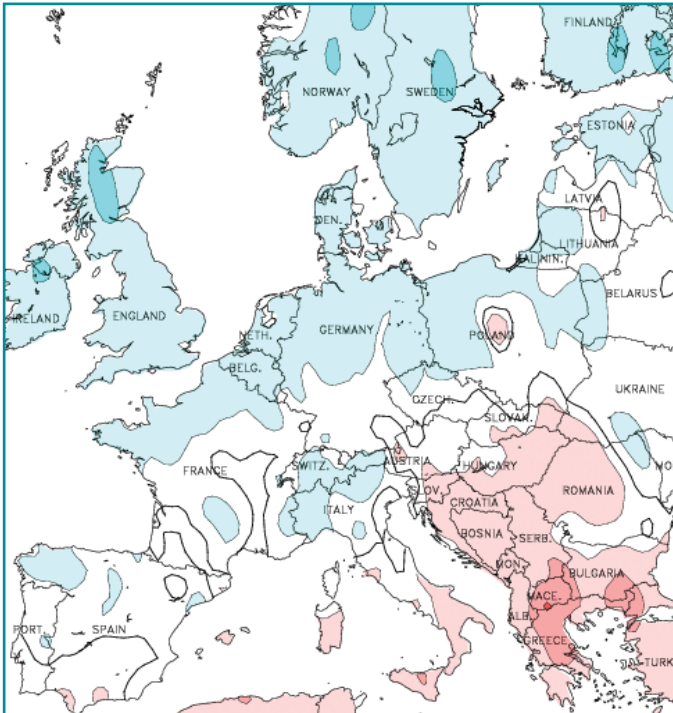 FINLAND
NORWAY
SWEDEN
ESTONIA
LATVIA
DEN.
LITHUANIA
KALININ.
BELARUS
IRELAND
ENGLAND
NETH.
GERMANY
POLAND
BELG.
CZECH.
UKRAINE
SLOVAK.
FRANCE
SWITZ.
AUSTRIA
HUNGARY
MO
SLOV.
ROMANIA
CROATIA
ITALY
BOSNIA
SERB.
MON.
BULGARIA
MACE.
ALB.
PORT.
SPAIN
GREECE
TURK